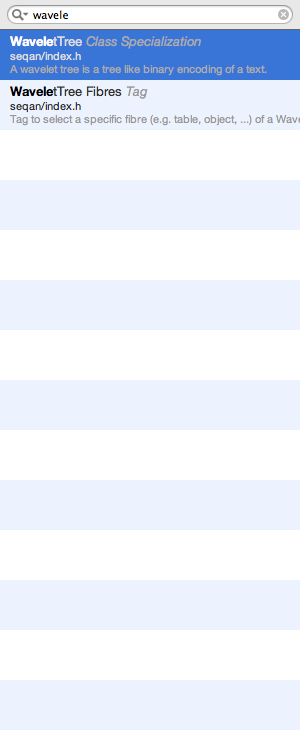 wavele
WaveletTree Class Specialization
seqan/index.h
A wavelet tree is a tree like binary encoding of a text.
WaveletTree Fibres Tag
seqan/index.h
Tag to select a specific fibre (e.g. table, object, ...) of a Wave